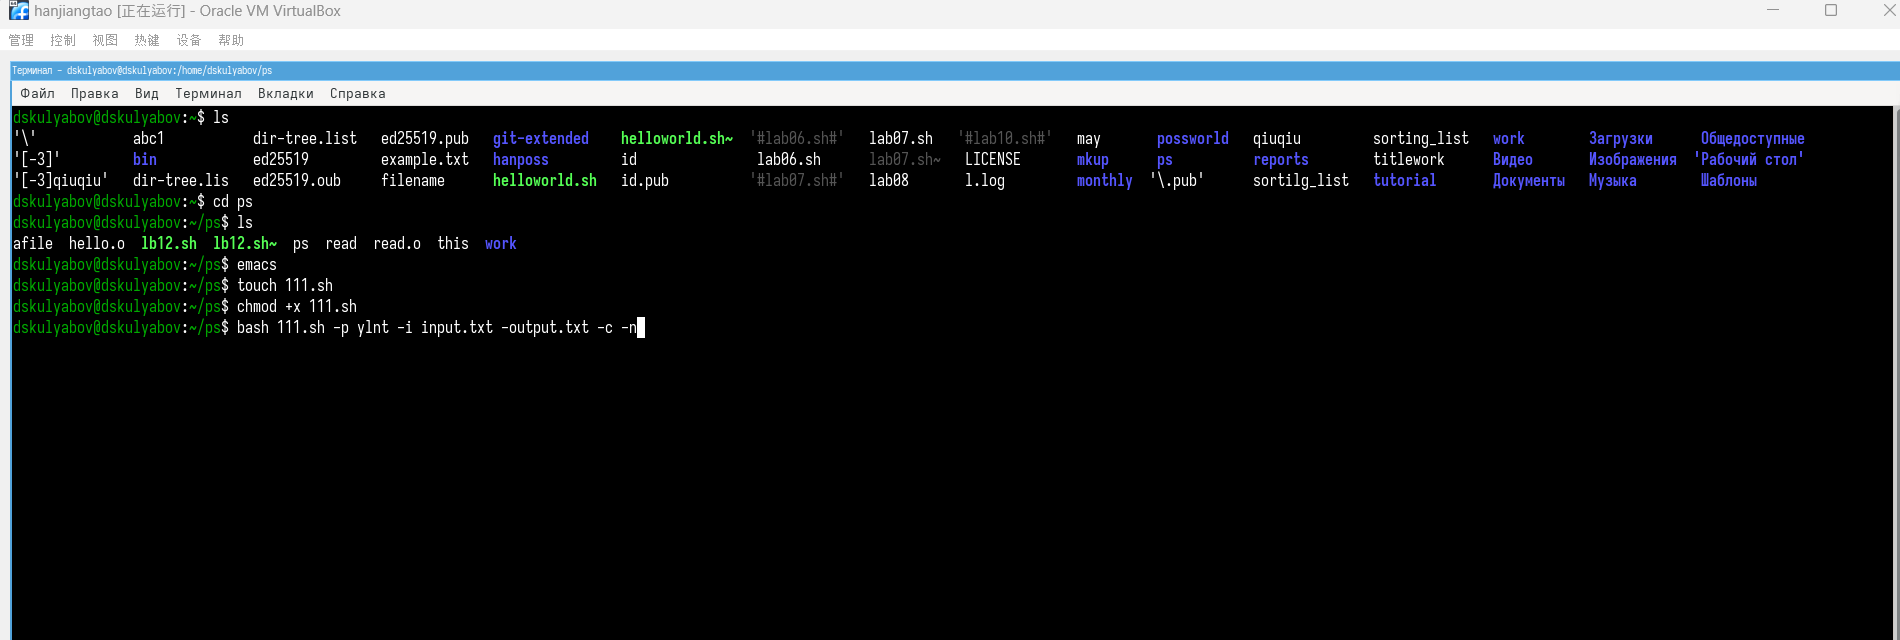 hanjiangtao [正在运行] - Oracle VM VirtualBox
管理 控制 视图 热键 设备 帮助
Терминал - dskulyabov@dskulyabov:/home/dskulyabov/ps
Файл Правка Вид Терминал Вкладки Справка
dskulyabov@dskulyabov:~$ ls
'\' abc1 dir-tree.list ed25519.pub git-extended helloworld.sh~ '#lab06.sh#' lab07.sh '#lab10.sh#' may possworld qiuqiu sorting_list work Загрузки Общедоступные
'[-3]' bin ed25519 example.txt hanposs id lab06.sh lab07.sh~ LICENSE mkup ps reports titlework Видео Изображения 'Рабочий стол'
'[-3]qiuqiu' dir-tree.lis ed25519.oub filename helloworld.sh id.pub '#lab07.sh#' lab08 l.log monthly '\.pub' sortilg_list tutorial Документы Музыка Шаблоны
dskulyabov@dskulyabov:~$ cd ps
dskulyabov@dskulyabov:~/ps$ ls
afile hello.o lb12.sh lb12.sh~ ps read read.o this work
dskulyabov@dskulyabov:~/ps$ emacs
dskulyabov@dskulyabov:~/ps$ touch 111.sh
dskulyabov@dskulyabov:~/ps$ chmod +x 111.sh
dskulyabov@dskulyabov:~/ps$ bash 111.sh -p ylnt -i input.txt -output.txt -c -n